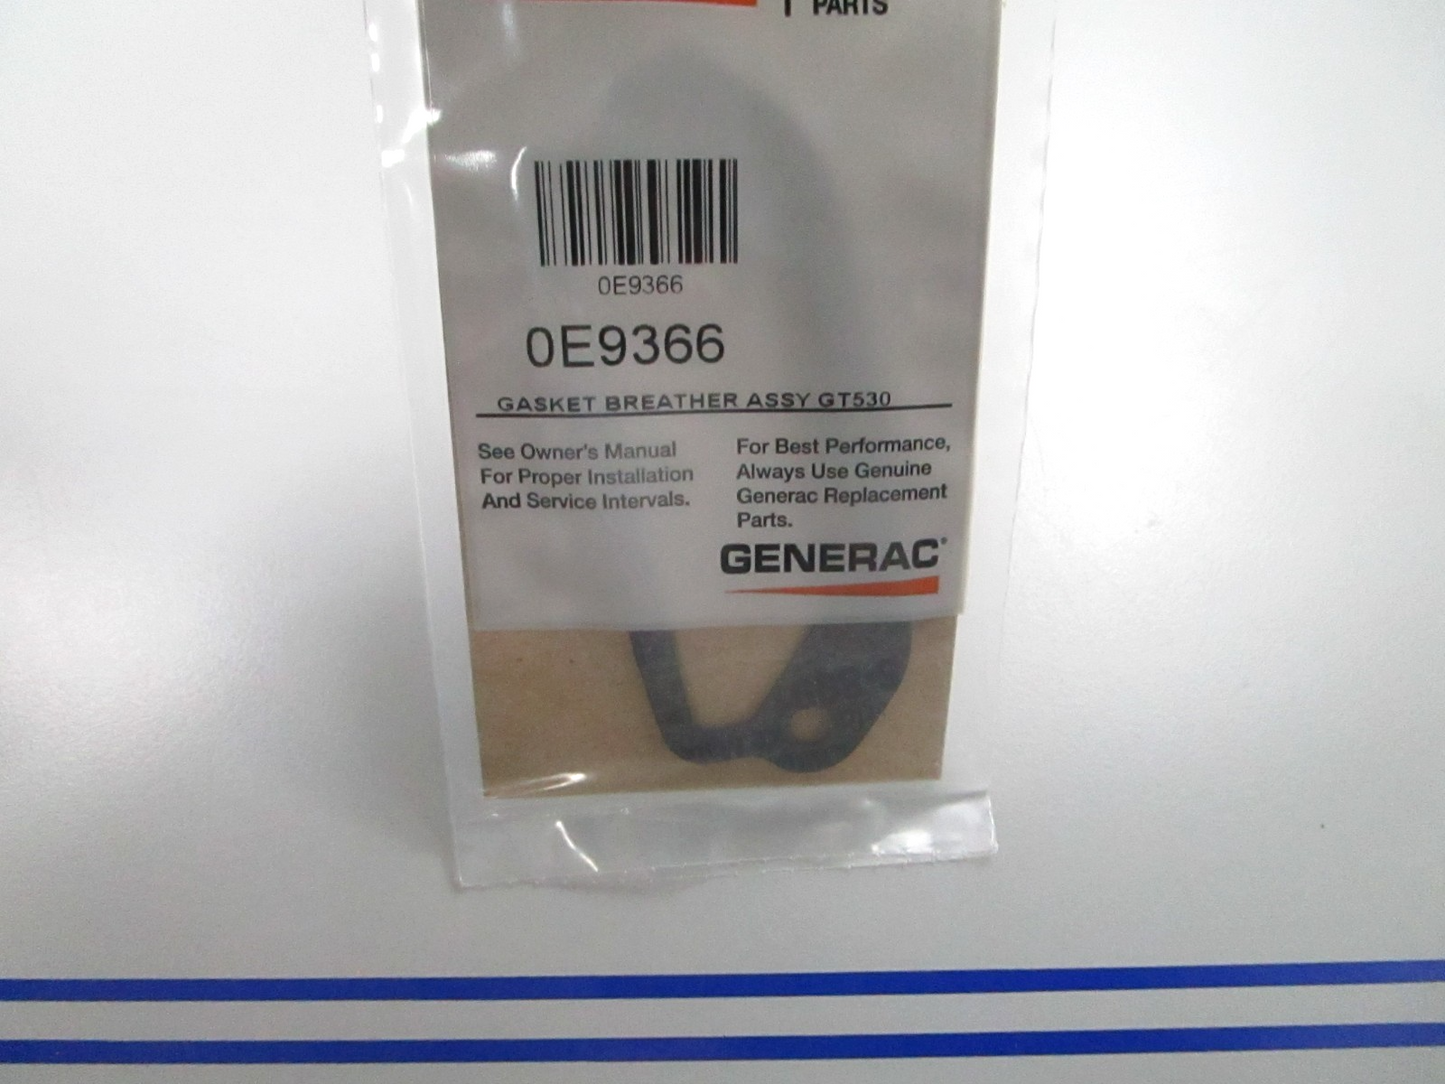 PARTS
0E9366
0E9366
GASKET BREATHER ASSY GT530
See Owner's Manual
For Proper Installation
And Service Intervals.
For Best Performance,
Always Use Genuine
Generac Replacement
Parts.
GENERAC®